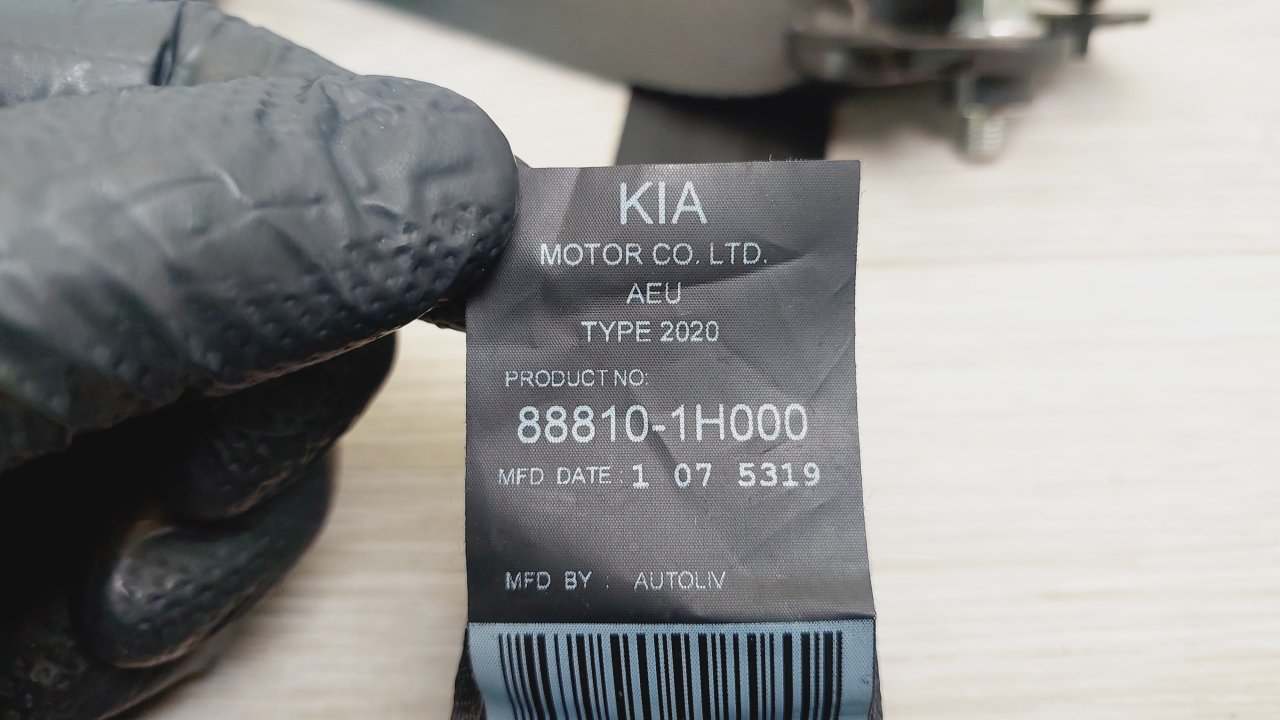 KIA
MOTOR CO. LTD.
AEU
TYPE 2020
PRODUCT NO:
88810-1H000
MFD DATE : 1 07 5319
MFD BY : AUTOLIV